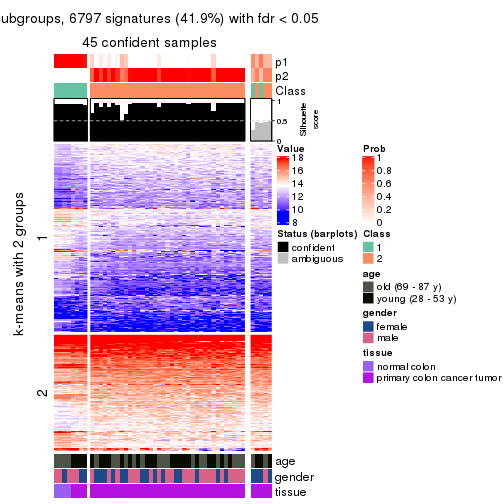 ubgroups, 6797 signatures (41.9%) with fdr < 0.05
45 confident samples
p1
p2
Class
1
0.5
0
Silhouette
score
k-means with 2 groups
1
2
age
gender
tissue
Value
18
16
14
12
10
8
Prob
1
0.8
0.6
0.4
0.2
0
Status (barplots)
confident
ambiguous
Class
1
2
age
old (69 - 87 y)
young (28 - 53 y)
gender
female
male
tissue
normal colon
primary colon cancer tumor